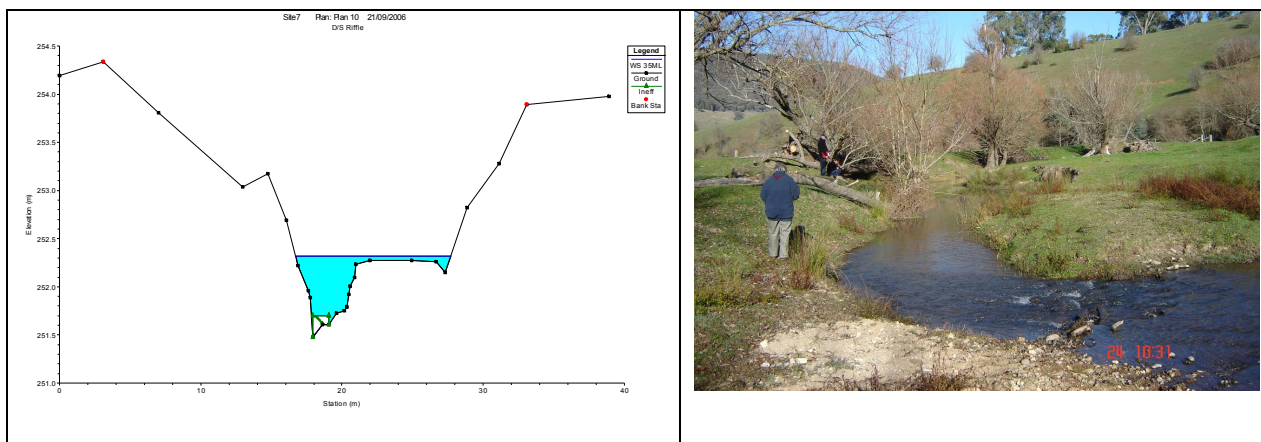 Site7 Plan: Plan 10 21/09/2006
D/S Riffle
254.5
254.0
253.5
253.0
252.5
252.0
251.5
251.0
Elevation (m)
0 10 20 30 40
Station (m)
Legend
WS 35ML
Ground
Ineff
Bank Sta
24 10:31